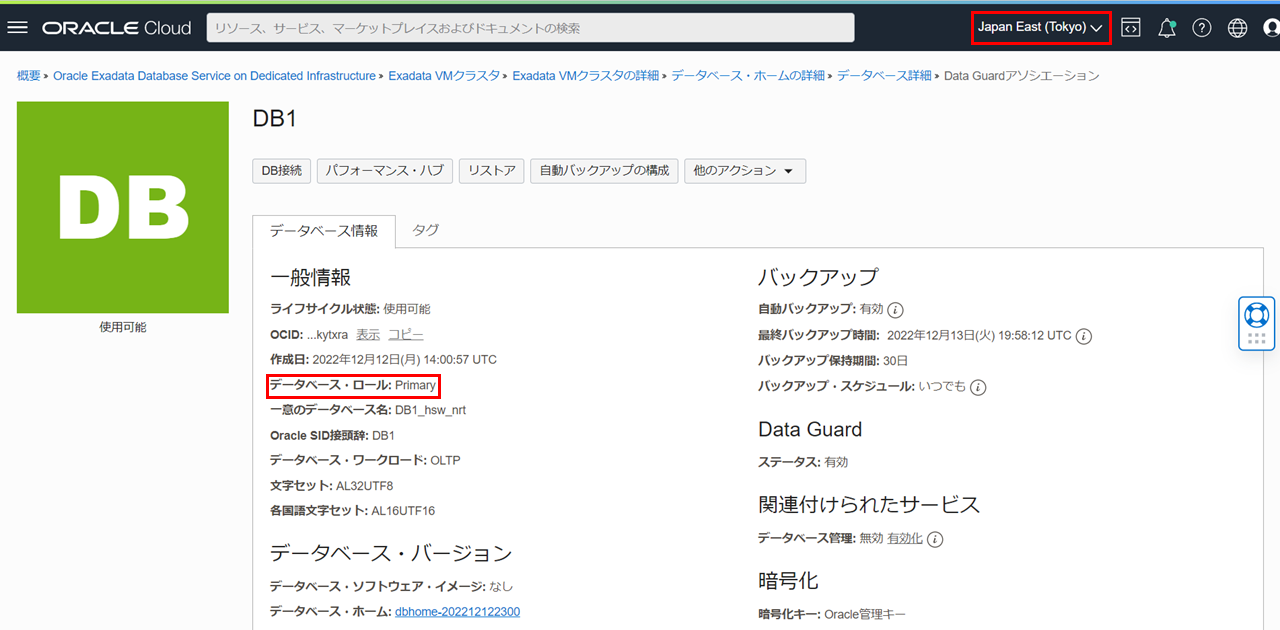 ORACLE Cloud
リソース、サービス、マーケットプレイスおよびドキュメントの検索
Japan East (Tokyo)
概要 » Oracle Exadata Database Service on Dedicated Infrastructure » Exadata VMクラスタ » Exadata VMクラスタの詳細 » データベース・ホームの詳細 » データベース詳細 » Data Guardアソシエーション
DB
使用可能
DB1
DB接続 パフォーマンス・ハブ リストア 自動バックアップの構成 他のアクション
データベース情報 タグ
一般情報
ライフサイクル状態: 使用可能
OCID: ...kytxra 表示 コピー
作成日: 2022年12月12日(月) 14:00:57 UTC
データベース・ロール: Primary
一意のデータベース名: DB1_hsw_nrt
Oracle SID接頭辞: DB1
データベース・ワークロード: OLTP
文字セット: AL32UTF8
各国語文字セット: AL16UTF16
データベース・バージョン
データベース・ソフトウェア・イメージ: なし
データベース・ホーム: dbhome-202212122300
バックアップ
自動バックアップ: 有効
最終バックアップ時間: 2022年12月13日(火) 19:58:12 UTC
バックアップ保持期間: 30日
バックアップ・スケジュール: いつでも
Data Guard
ステータス: 有効
関連付けられたサービス
データベース管理: 無効 有効化
暗号化
暗号化キー: Oracle管理キー